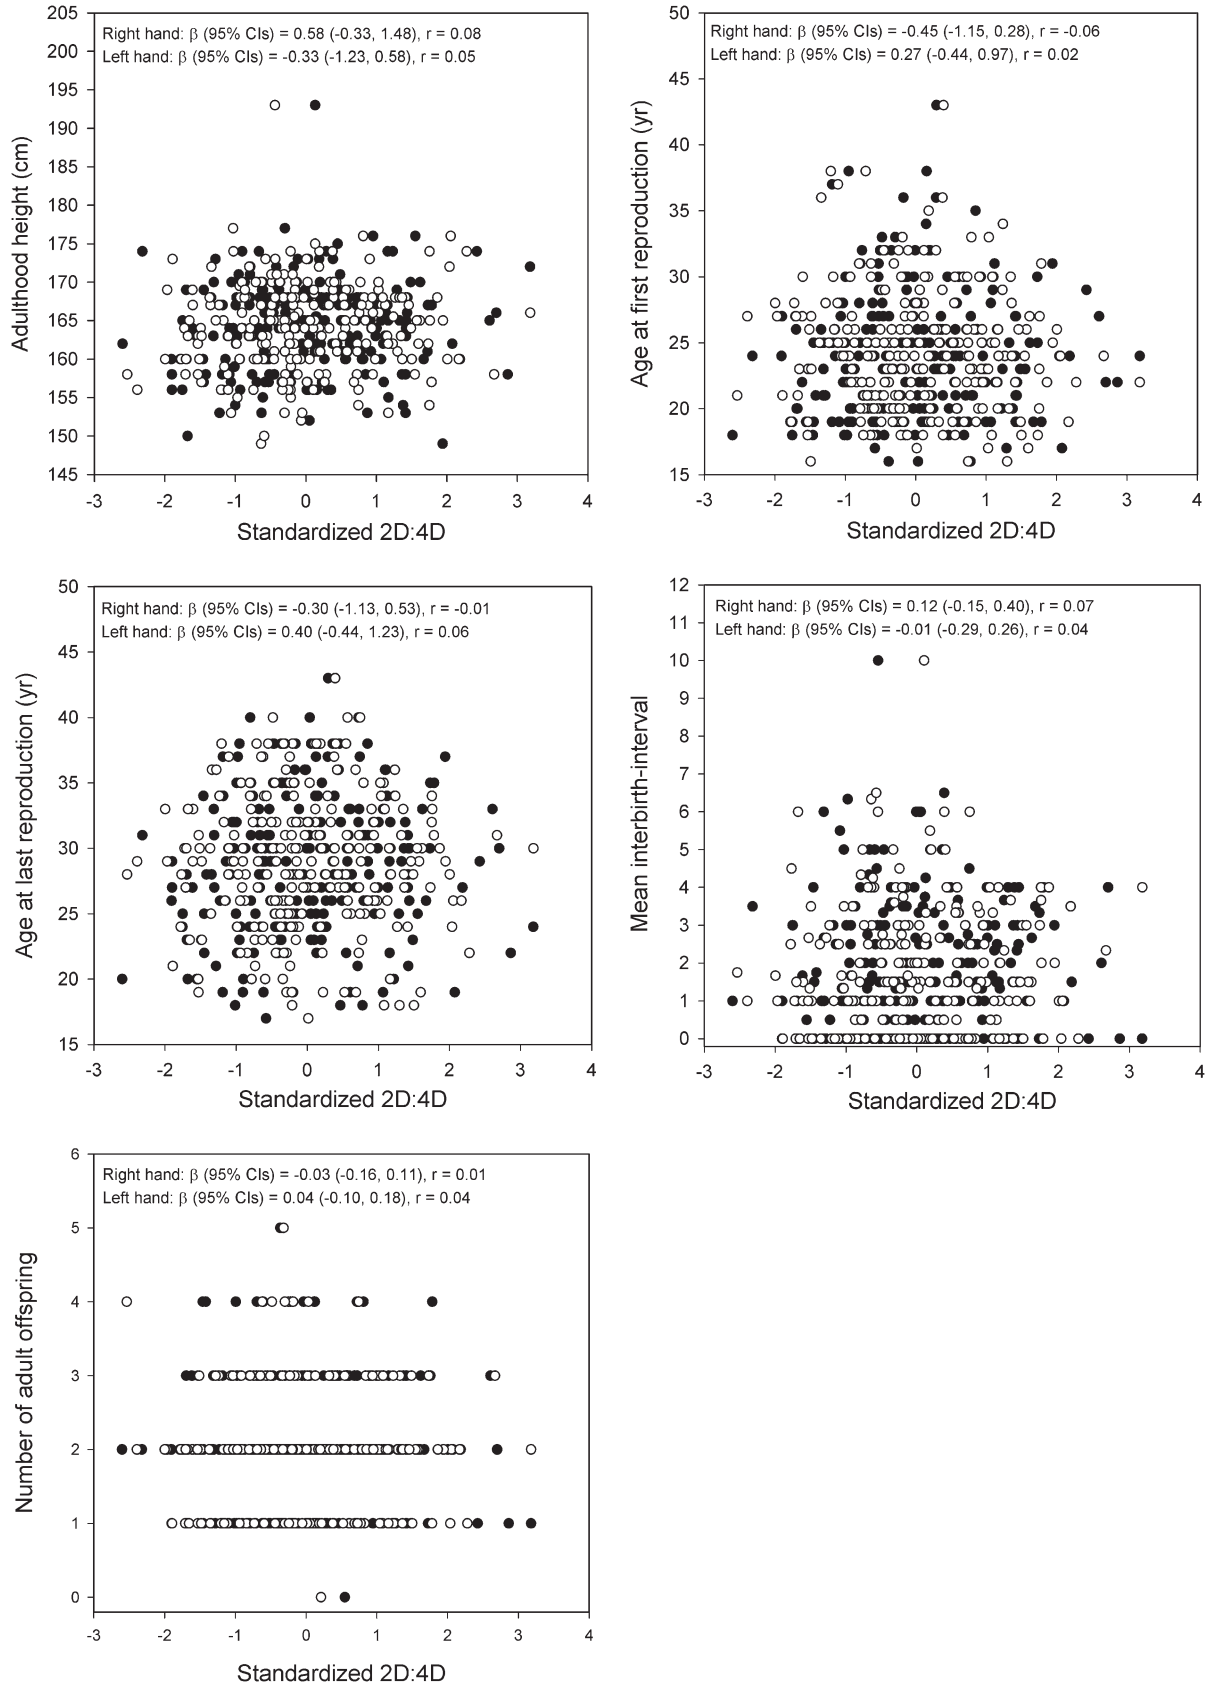 205
200
195
190
185
180
175
170
165
160
155
150
145
Adulthood height (cm)
Right hand: β (95% CIs) = 0.58 (-0.33, 1.48), r = 0.08
Left hand: β (95% CIs) = -0.33 (-1.23, 0.58), r = 0.05
-3 -2 -1 0 1 2 3 4
Standardized 2D:4D
50
45
40
35
30
25
20
15
Age at first reproduction (yr)
Right hand: β (95% CIs) = -0.45 (-1.15, 0.28), r = -0.06
Left hand: β (95% CIs) = 0.27 (-0.44, 0.97), r = 0.02
-3 -2 -1 0 1 2 3 4
Standardized 2D:4D
50
45
40
35
30
25
20
15
Age at last reproduction (yr)
Right hand: β (95% CIs) = -0.30 (-1.13, 0.53), r = -0.01
Left hand: β (95% CIs) = 0.40 (-0.44, 1.23), r = 0.06
-3 -2 -1 0 1 2 3 4
Standardized 2D:4D
12
11
10
9
8
7
6
5
4
3
2
1
0
Mean interbirth-interval
Right hand: β (95% CIs) = 0.12 (-0.15, 0.40), r = 0.07
Left hand: β (95% CIs) = -0.01 (-0.29, 0.26), r = 0.04
-3 -2 -1 0 1 2 3 4
Standardized 2D:4D
6
5
4
3
2
1
0
Number of adult offspring
Right hand: β (95% CIs) = -0.03 (-0.16, 0.11), r = 0.01
Left hand: β (95% CIs) = 0.04 (-0.10, 0.18), r = 0.04
-3 -2 -1 0 1 2 3 4
Standardized 2D:4D